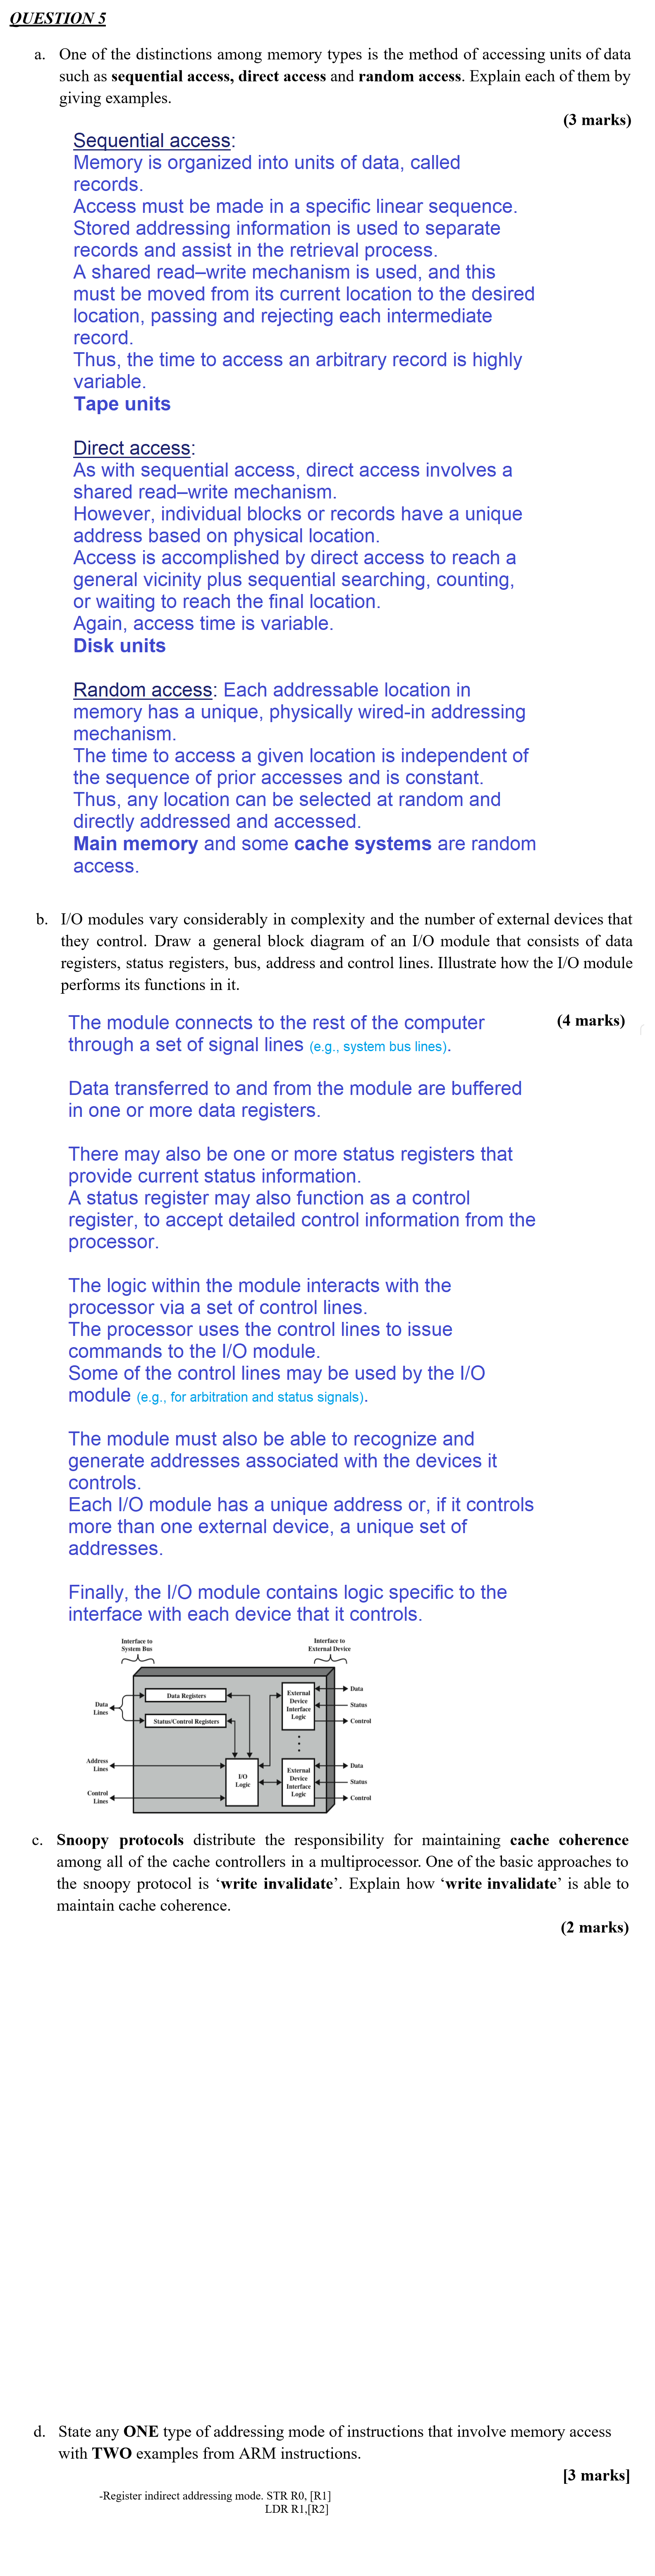 QUESTION 5
a. One of the distinctions among memory types is the method of accessing units of data
such as sequential access, direct access and random access. Explain each of them by
giving examples.
(3 marks)
Sequential access:
Memory is organized into units of data, called
records.
Access must be made in a specific linear sequence.
Stored addressing information is used to separate
records and assist in the retrieval process.
A shared read–write mechanism is used, and this
must be moved from its current location to the desired
location, passing and rejecting each intermediate
record.
Thus, the time to access an arbitrary record is highly
variable.
Tape units
Direct access:
As with sequential access, direct access involves a
shared read–write mechanism.
However, individual blocks or records have a unique
address based on physical location.
Access is accomplished by direct access to reach a
general vicinity plus sequential searching, counting,
or waiting to reach the final location.
Again, access time is variable.
Disk units
Random access: Each addressable location in
memory has a unique, physically wired-in addressing
mechanism.
The time to access a given location is independent of
the sequence of prior accesses and is constant.
Thus, any location can be selected at random and
directly addressed and accessed.
Main memory and some cache systems are random
access.
b. I/O modules vary considerably in complexity and the number of external devices that
they control. Draw a general block diagram of an I/O module that consists of data
registers, status registers, bus, address and control lines. Illustrate how the I/O module
performs its functions in it.
(4 marks)
The module connects to the rest of the computer
through a set of signal lines (e.g., system bus lines).
Data transferred to and from the module are buffered
in one or more data registers.
There may also be one or more status registers that
provide current status information.
A status register may also function as a control
register, to accept detailed control information from the
processor.
The logic within the module interacts with the
processor via a set of control lines.
The processor uses the control lines to issue
commands to the I/O module.
Some of the control lines may be used by the I/O
module (e.g., for arbitration and status signals).
The module must also be able to recognize and
generate addresses associated with the devices it
controls.
Each I/O module has a unique address or, if it controls
more than one external device, a unique set of
addresses.
Finally, the I/O module contains logic specific to the
interface with each device that it controls.
Interface to
System Bus
Interface to
External Device
Data
Lines
Data Registers
Status/Control Registers
External
Device
Interface
Logic
Data
Status
Control
Address
Lines
Control
Lines
I/O
Logic
External
Device
Interface
Logic
Data
Status
Control
c. Snoopy protocols distribute the responsibility for maintaining cache coherence
among all of the cache controllers in a multiprocessor. One of the basic approaches to
the snoopy protocol is ‘write invalidate’. Explain how ‘write invalidate’ is able to
maintain cache coherence.
(2 marks)
d. State any ONE type of addressing mode of instructions that involve memory access
with TWO examples from ARM instructions.
[3 marks]
-Register indirect addressing mode. STR R0, [R1]
LDR R1,[R2]